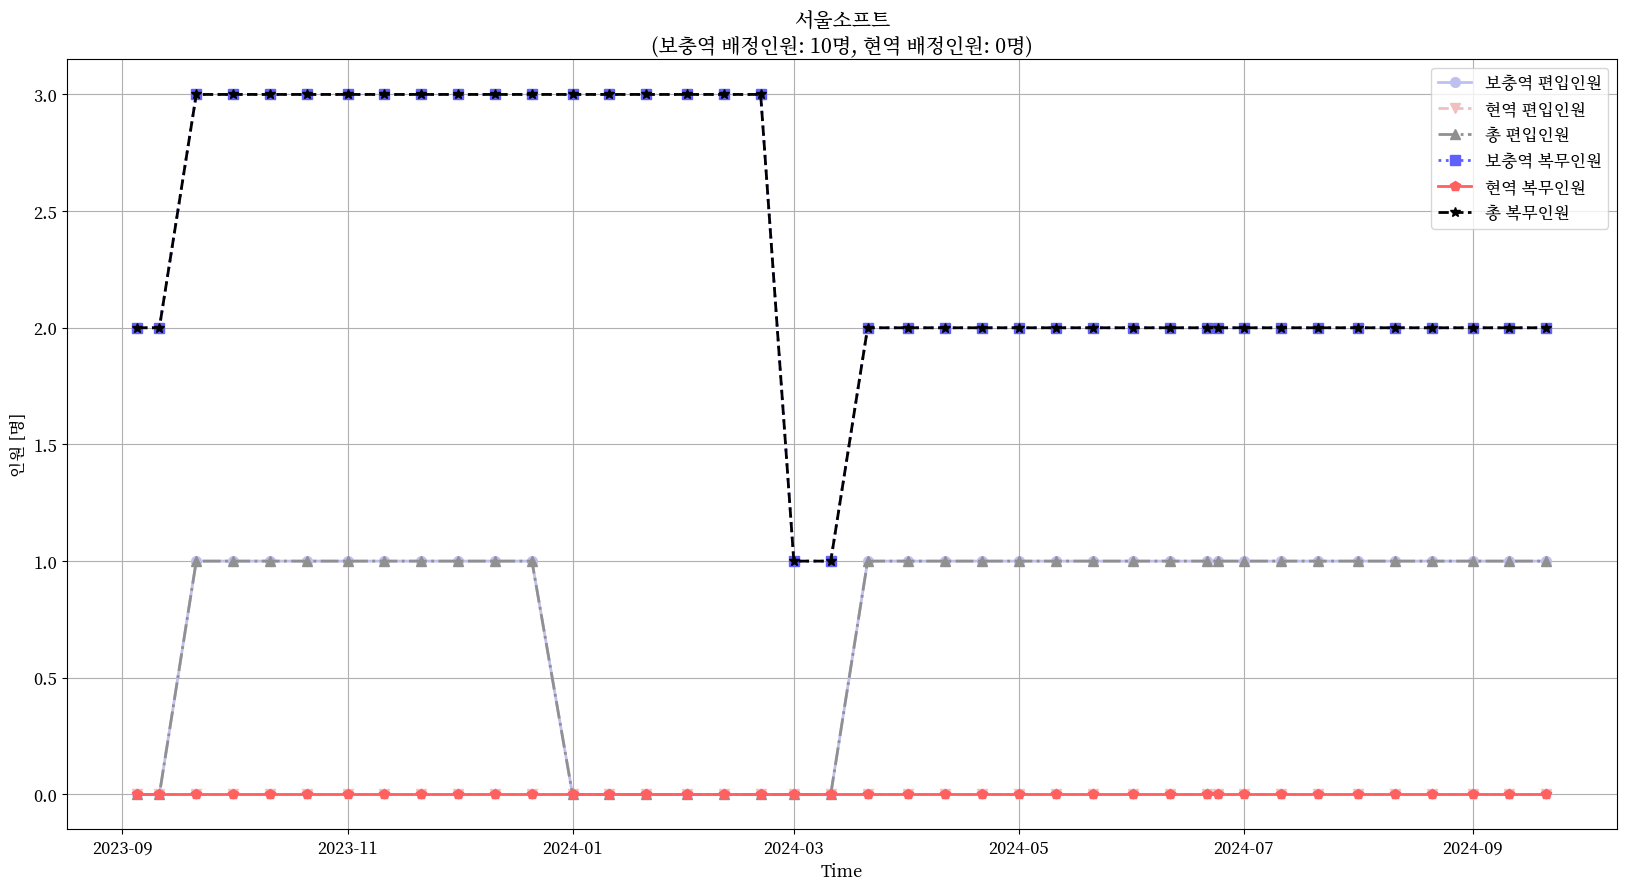 서울소프트
(보충역 배정인원: 10명, 현역 배정인원: 0명)
보충역 편입인원
현역 편입인원
총 편입인원
보충역 복무인원
현역 복무인원
총 복무인원
인원 [명]
3.0
2.5
2.0
1.5
1.0
0.5
0.0
2023-09
2023-11
2024-01
2024-03
2024-05
2024-07
2024-09
Time